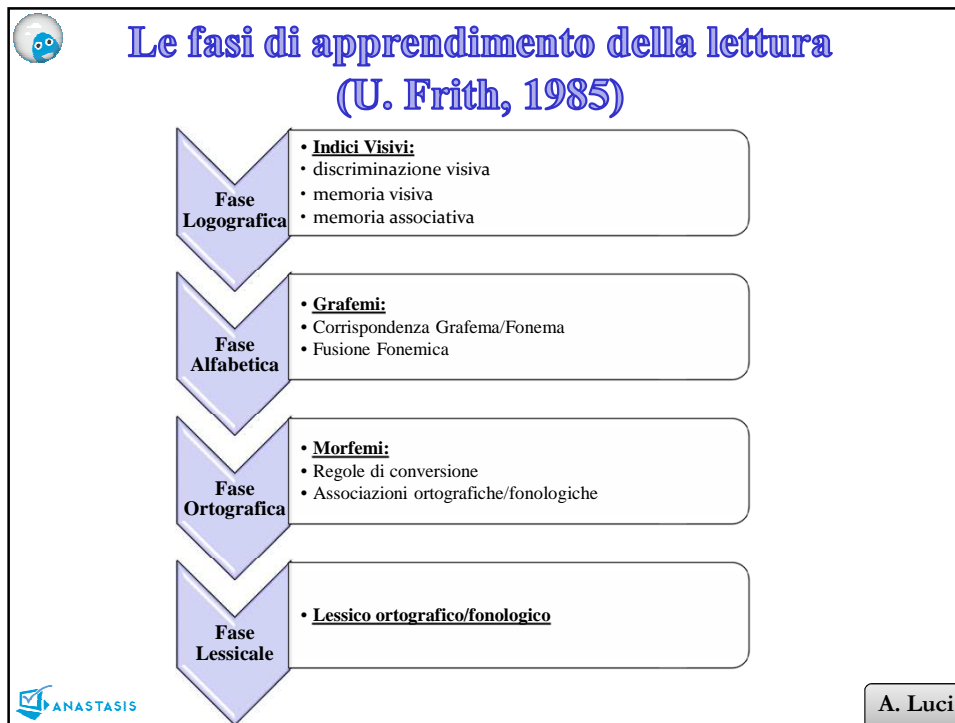 Le fasi di apprendimento della lettura
(U. Frith, 1985)
Fase
Logografica
• Indici Visivi:
• discriminazione visiva
• memoria visiva
• memoria associativa
Fase
Alfabetica
• Grafemi:
• Corrispondenza Grafema/Fonema
• Fusione Fonemica
Fase
Ortografica
• Morfemi:
• Regole di conversione
• Associazioni ortografiche/fonologiche
Fase
Lessicale
• Lessico ortografico/fonologico
ANASTASIS
A. Luci